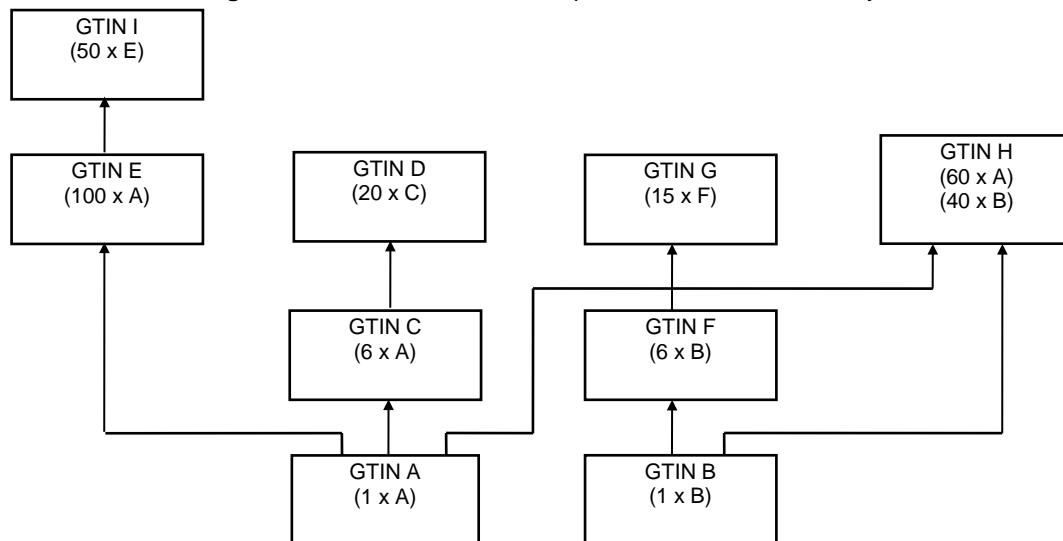 GTIN I
(50 x E)
GTIN E
(100 x A)
GTIN D
(20 x C)
GTIN G
(15 x F)
GTIN H
(60 x A)
(40 x B)
GTIN C
(6 x A)
GTIN F
(6 x B)
GTIN A
(1 x A)
GTIN B
(1 x B)